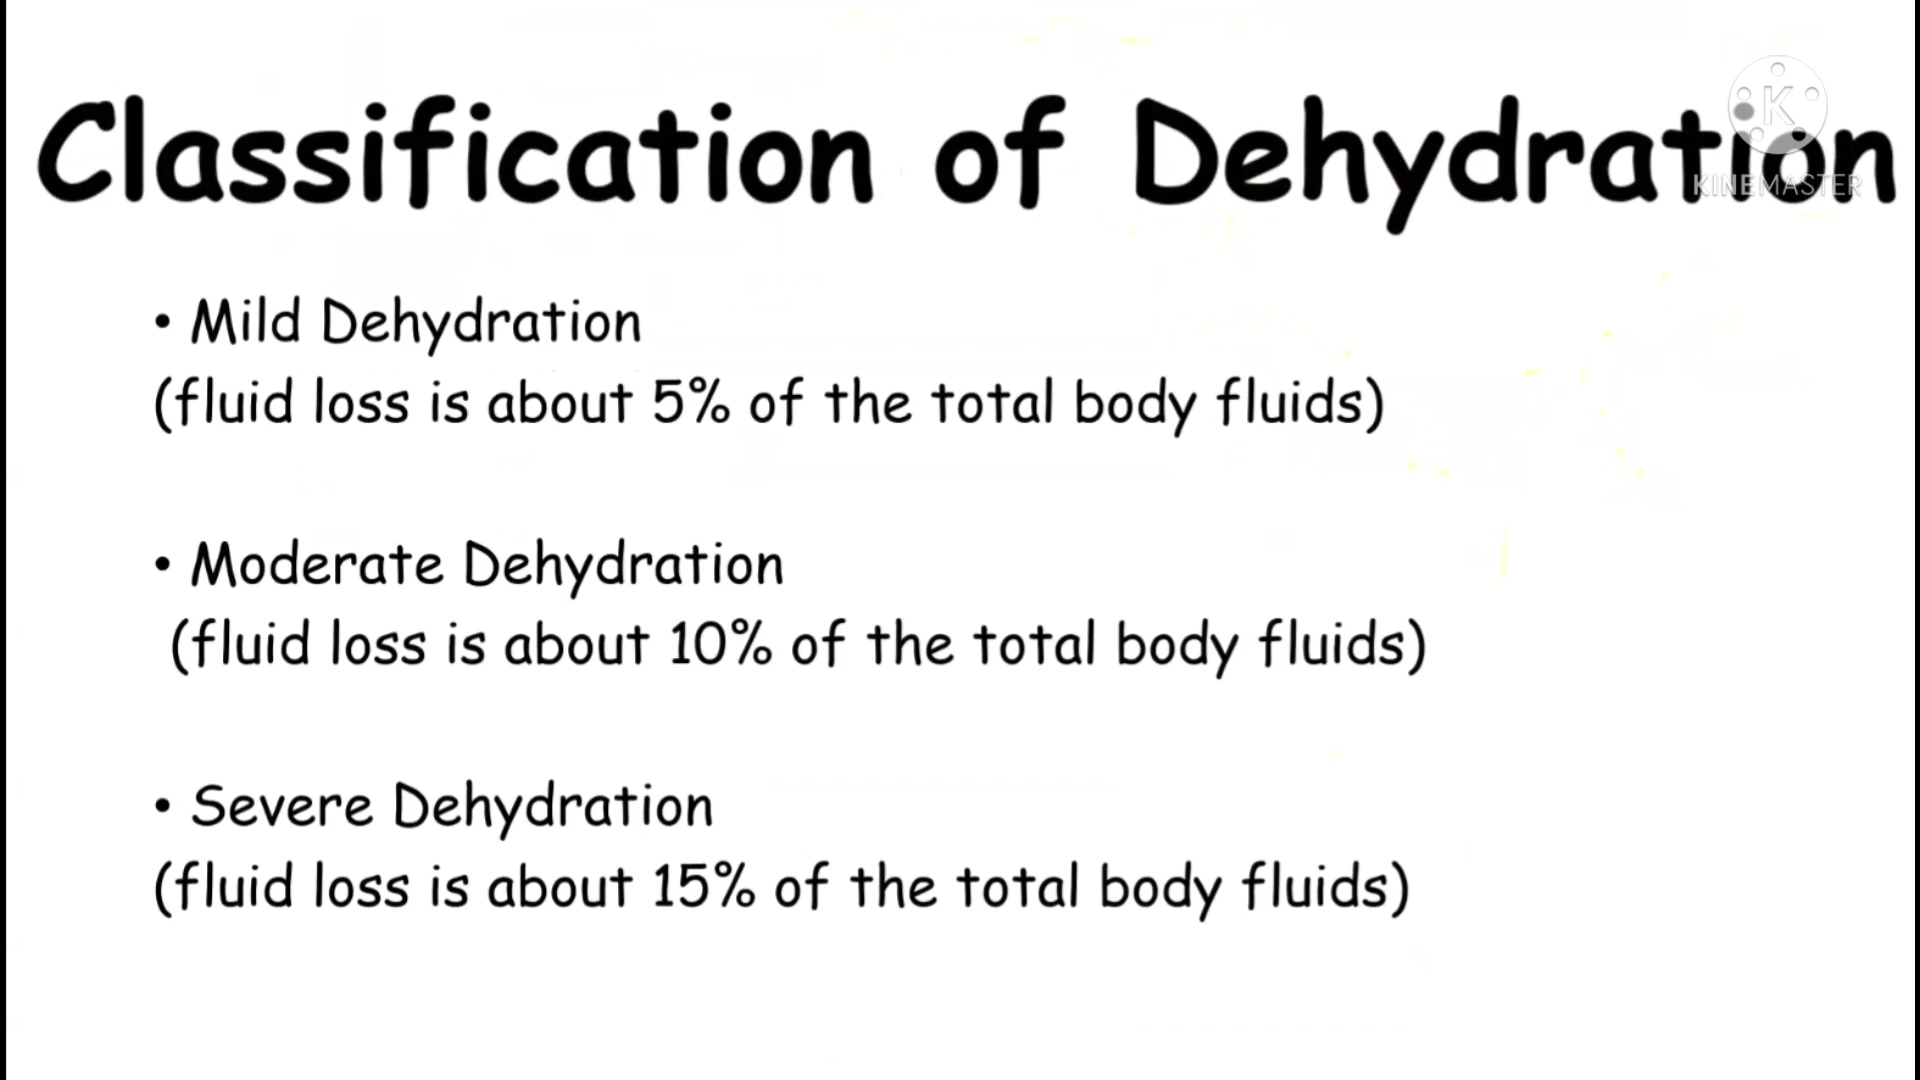 Classification of Dehydration
K
KINEMASTER
• Mild Dehydration
(fluid loss is about 5% of the total body fluids)
• Moderate Dehydration
(fluid loss is about 10% of the total body fluids)
• Severe Dehydration
(fluid loss is about 15% of the total body fluids)